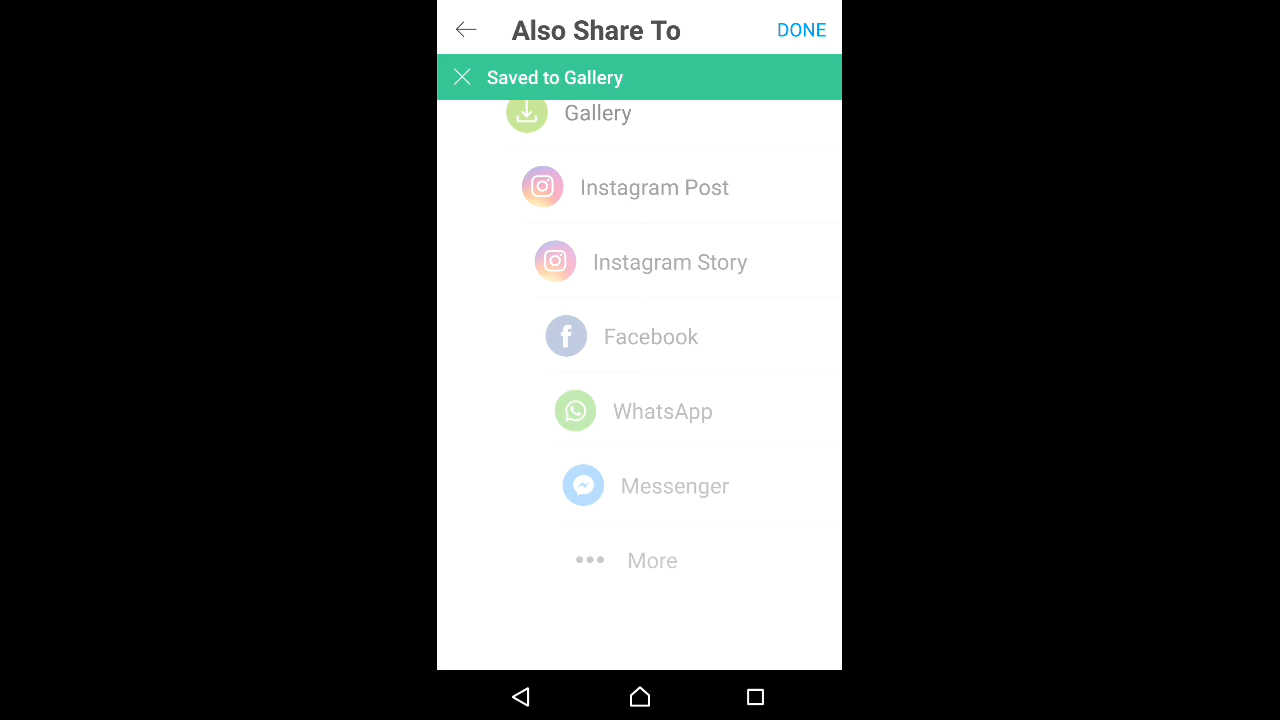 Also Share To
DONE
Saved to Gallery
Gallery
Instagram Post
Instagram Story
Facebook
WhatsApp
Messenger
More